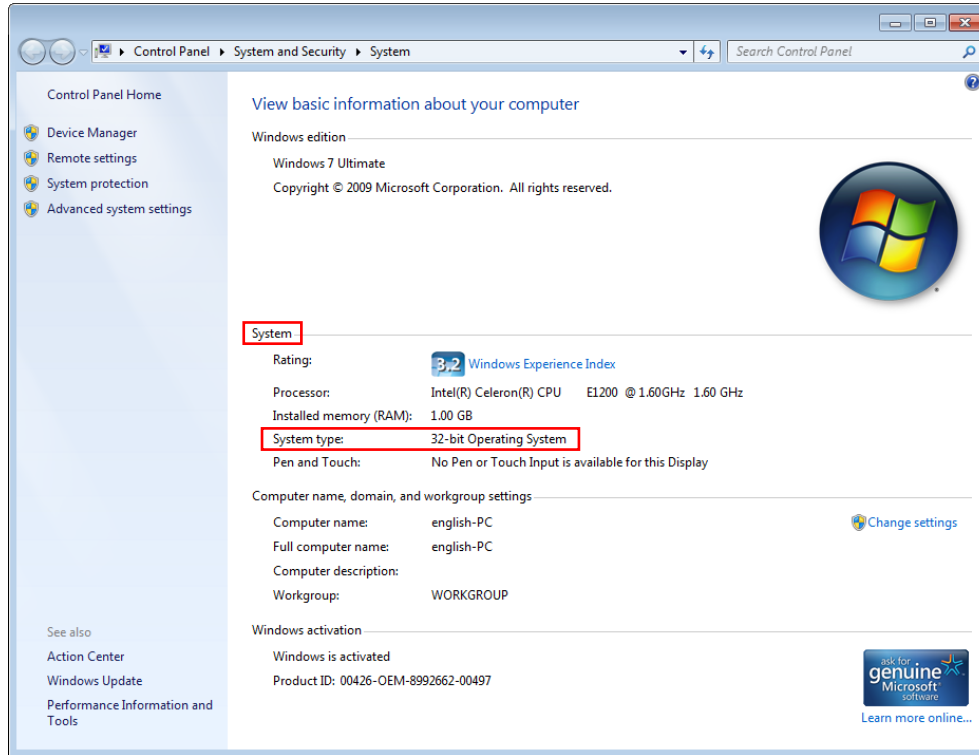 Control Panel ▸ System and Security ▸ System
Search Control Panel
Control Panel Home
Device Manager
Remote settings
System protection
Advanced system settings
See also
Action Center
Windows Update
Performance Information and
Tools
View basic information about your computer
Windows edition
Windows 7 Ultimate
Copyright © 2009 Microsoft Corporation. All rights reserved.
System
Rating: 3.2 Windows Experience Index
Processor: Intel(R) Celeron(R) CPU E1200 @ 1.60GHz 1.60 GHz
Installed memory (RAM): 1.00 GB
System type: 32-bit Operating System
Pen and Touch: No Pen or Touch Input is available for this Display
Computer name, domain, and workgroup settings
Computer name: english-PC
Change settings
Full computer name: english-PC
Computer description:
Workgroup: WORKGROUP
Windows activation
Windows is activated
Product ID: 00426-OEM-8992662-00497
ask for
genuine
Microsoft
software
Learn more online...